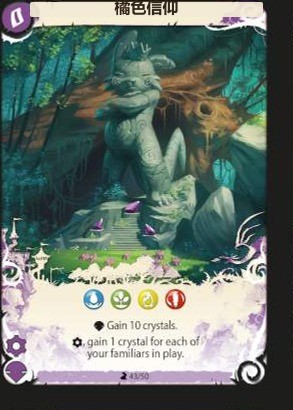 橘色信仰
Gain 10 crystals.
, gain 1 crystal for each of
your familiars in play.
43/50